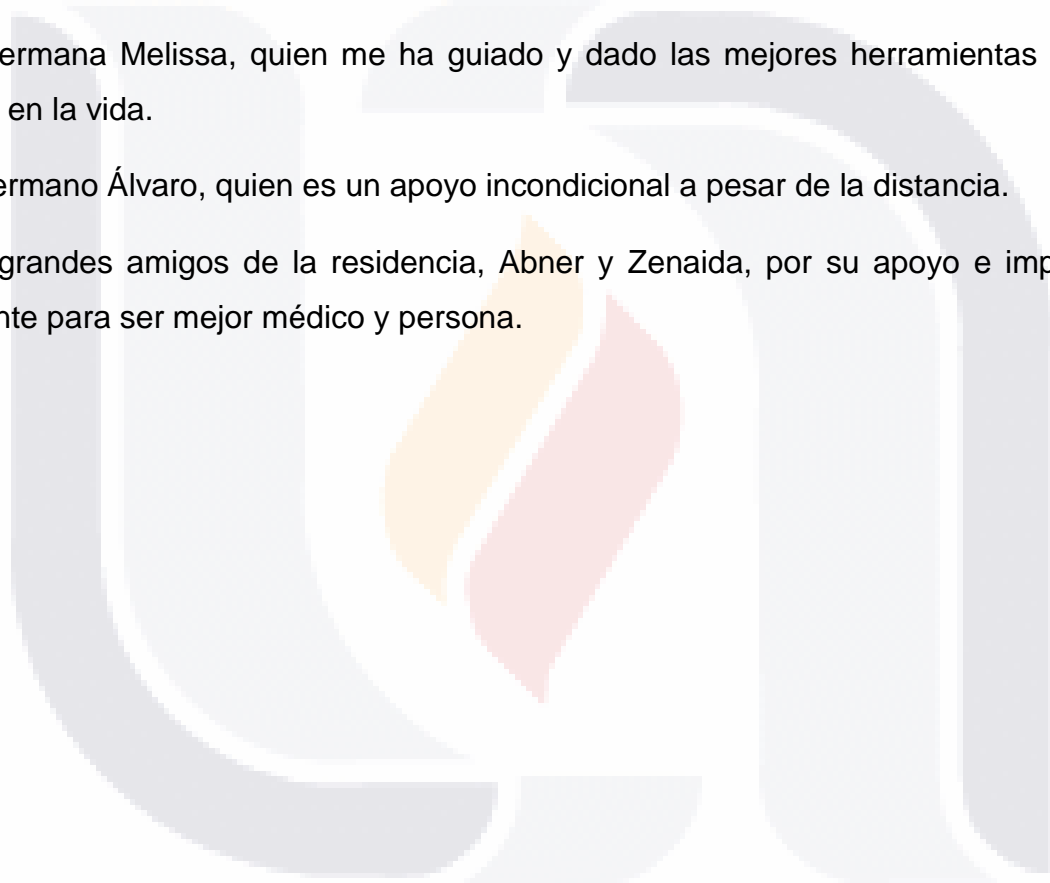 ermana Melissa, quien me ha guiado y dado las mejores herramientas
en la vida.
ermano Álvaro, quien es un apoyo incondicional a pesar de la distancia.
grandes amigos de la residencia, Abner y Zenaida, por su apoyo e imp
nte para ser mejor médico y persona.